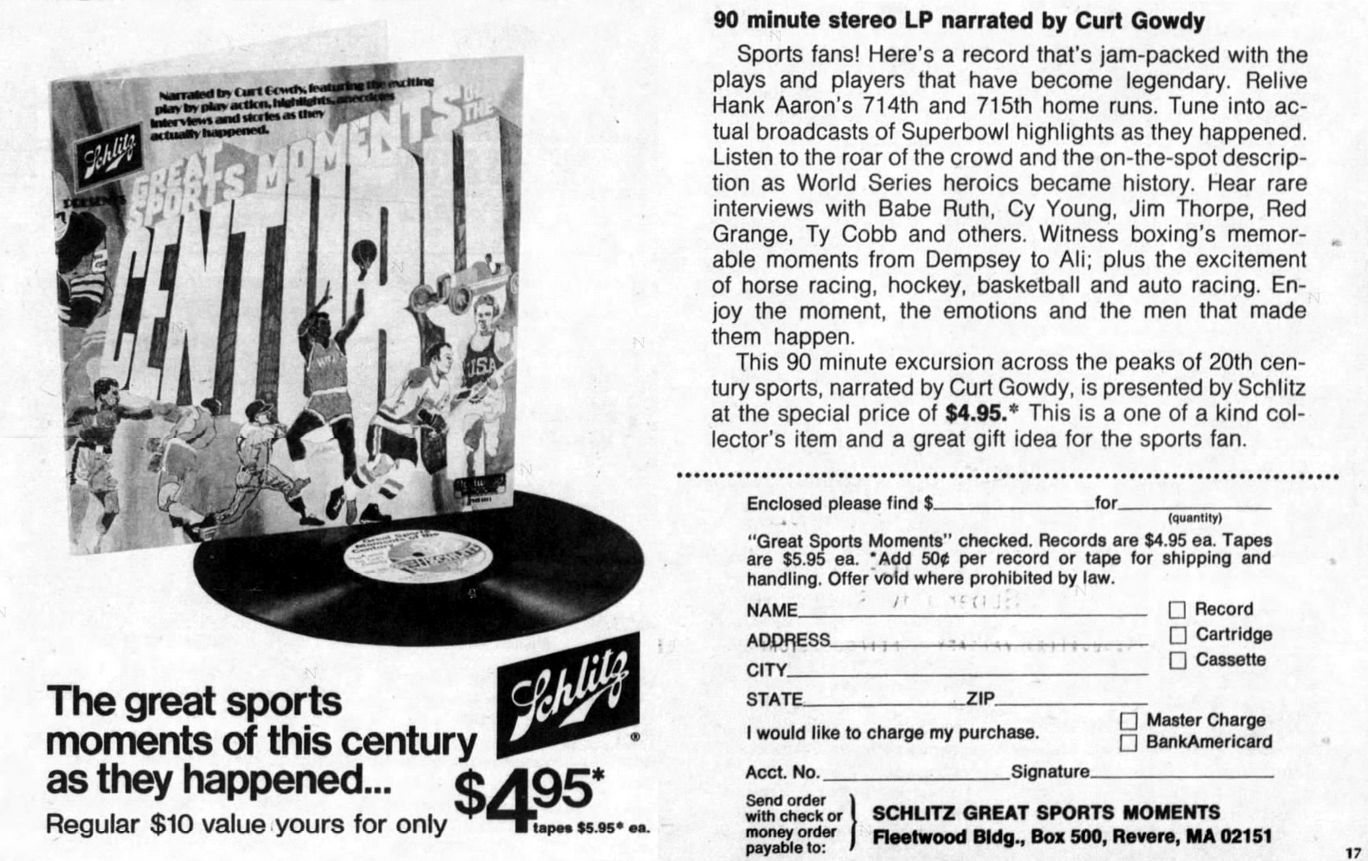 Narrated by Curt Gowdy, featuring the exciting
play by play action, highlights, anecdotes
interviews and stories as they
actually happened.
Schlitz
PRESENTS
GREAT
SPORTS MOMENTS OF THE
CENTURY
USA
Great Sports
Moments of the
Century
The great sports
moments of this century
as they happened...
Regular $10 value yours for only
$4.95*
tapes $5.95* ea.
Schlitz
®
90 minute stereo LP narrated by Curt Gowdy
Sports fans! Here's a record that's jam-packed with the
plays and players that have become legendary. Relive
Hank Aaron's 714th and 715th home runs. Tune into ac-
tual broadcasts of Superbowl highlights as they happened.
Listen to the roar of the crowd and the on-the-spot descrip-
tion as World Series heroics became history. Hear rare
interviews with Babe Ruth, Cy Young, Jim Thorpe, Red
Grange, Ty Cobb and others. Witness boxing's memor-
able moments from Dempsey to Ali; plus the excitement
of horse racing, hockey, basketball and auto racing. En-
joy the moment, the emotions and the men that made
them happen.
This 90 minute excursion across the peaks of 20th cen-
tury sports, narrated by Curt Gowdy, is presented by Schlitz
at the special price of $4.95.* This is a one of a kind col-
lector's item and a great gift idea for the sports fan.
Enclosed please find $ for
(quantity)
"Great Sports Moments" checked. Records are $4.95 ea. Tapes
are $5.95 ea. *Add 50¢ per record or tape for shipping and
handling. Offer void where prohibited by law.
NAME
Record
ADDRESS
Cartridge
CITY
Cassette
STATE ZIP
I would like to charge my purchase.
Master Charge
BankAmericard
Acct. No. Signature
Send order
with check or
money order
payable to:
SCHLITZ GREAT SPORTS MOMENTS
Fleetwood Bldg., Box 500, Revere, MA 02151
17